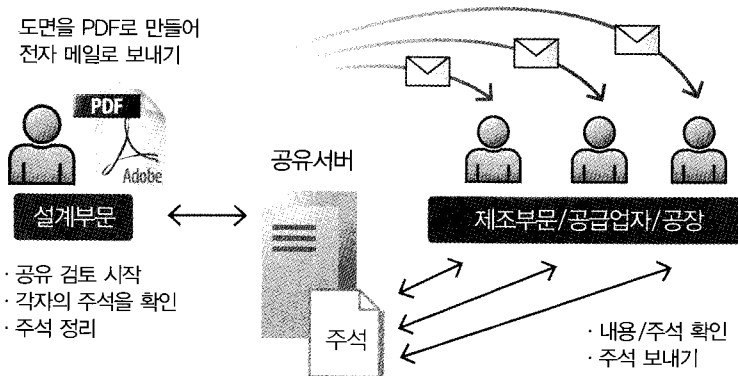 도면을 PDF로 만들어
전자 메일로 보내기
PDF
Adobe
설계부문
· 공유 검토 시작
· 각자의 주석을 확인
· 주석 정리
공유서버
주석
제조부문/공급업자/공장
· 내용/주석 확인
· 주석 보내기